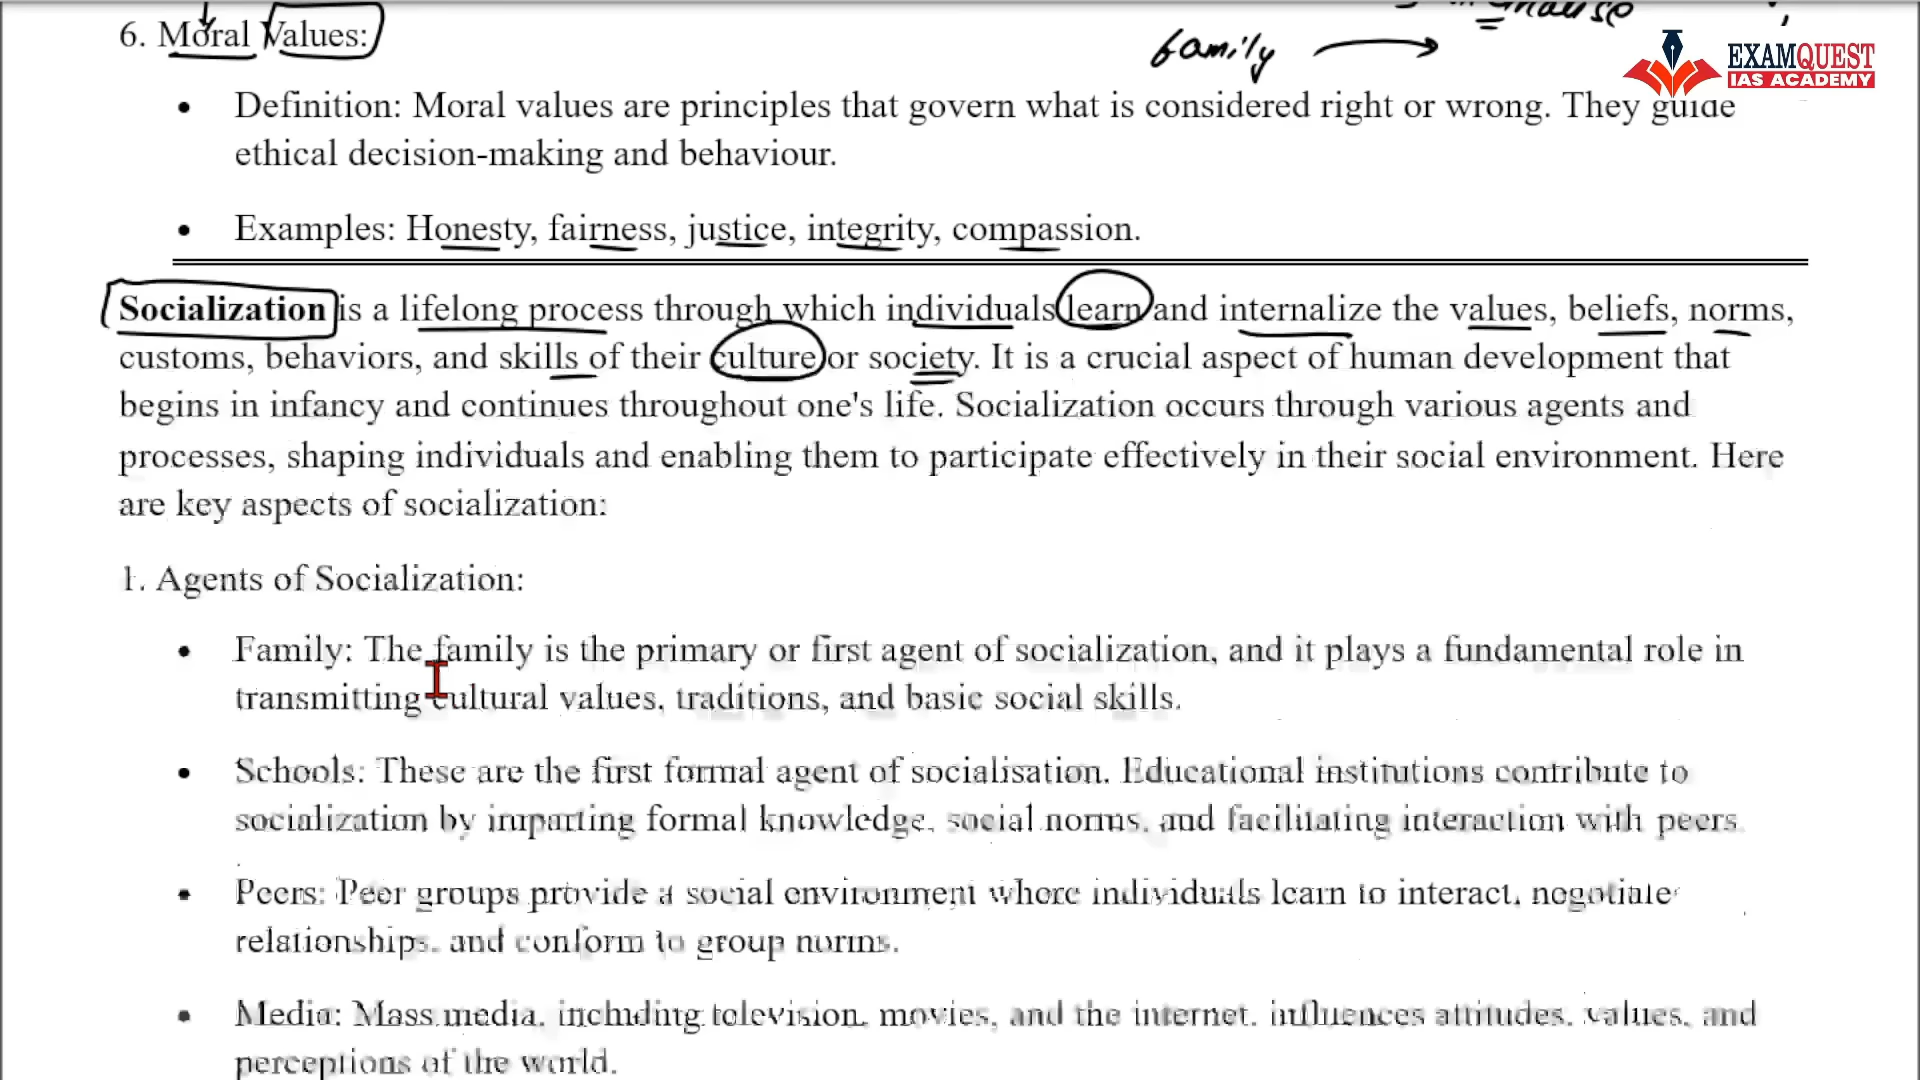 6. Moral Values:
family
EXAMQUEST
IAS ACADEMY
• Definition: Moral values are principles that govern what is considered right or wrong. They guide
ethical decision-making and behaviour.
• Examples: Honesty, fairness, justice, integrity, compassion.
Socialization is a lifelong process through which individuals learn and internalize the values, beliefs, norms,
customs, behaviors, and skills of their culture or society. It is a crucial aspect of human development that
begins in infancy and continues throughout one's life. Socialization occurs through various agents and
processes, shaping individuals and enabling them to participate effectively in their social environment. Here
are key aspects of socialization:
1. Agents of Socialization:
• Family: The family is the primary or first agent of socialization, and it plays a fundamental role in
transmitting cultural values, traditions, and basic social skills.
• Schools: These are the first formal agent of socialisation. Educational institutions contribute to
socialization by imparting formal knowledge, social norms, and facilitating interaction with peers.
• Peers: Peer groups provide a social environment where individuals learn to interact, negotiate
relationships, and conform to group norms.
• Media: Mass media, including television, movies, and the internet, influences attitudes, values, and
perceptions of the world.